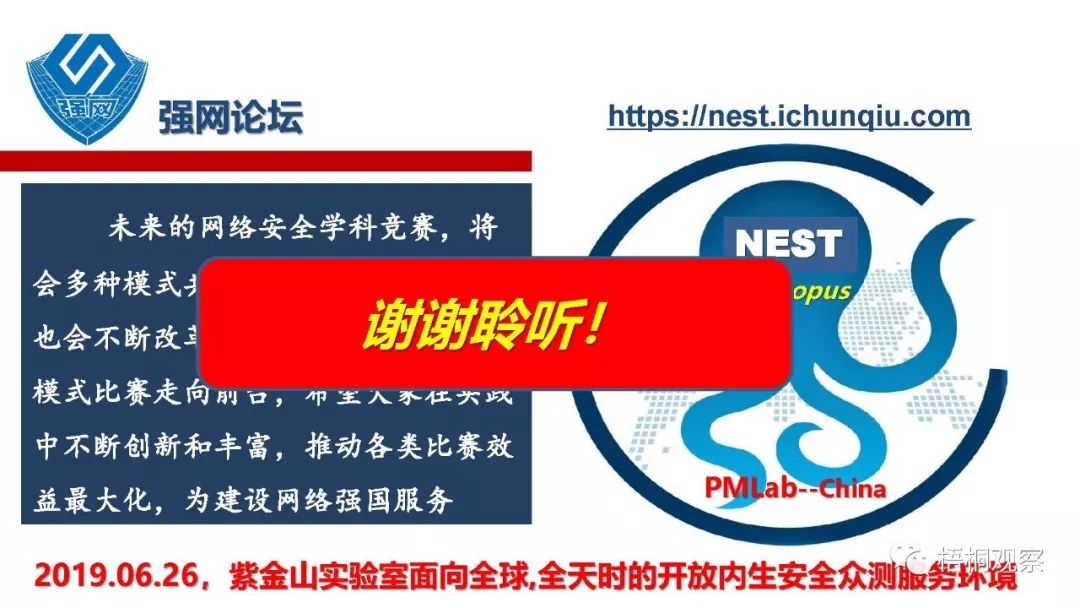 强网
强网论坛
https://nest.ichunqiu.com
未来的网络安全学科竞赛，将
会多种模式
也会不断改
模式比赛走向前台，希望大家在实践
中不断创新和丰富，推动各类比赛效
益最大化，为建设网络强国服务
谢谢聆听！
NEST
opus
PMLab--China
2019.06.26，紫金山实验室面向全球,全天时的开放内生安全众测服务环境
梧桐观察